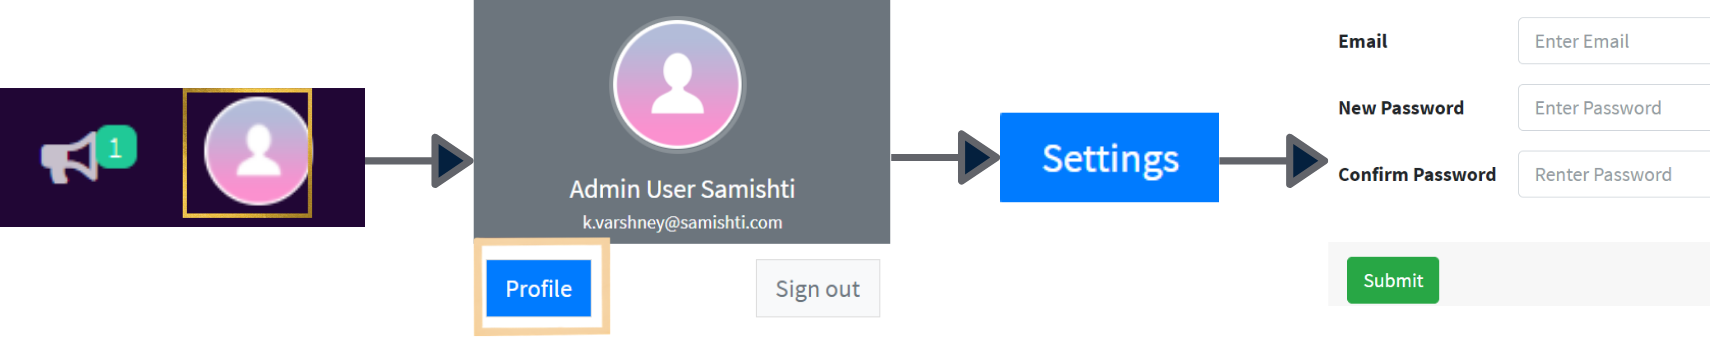 1
Admin User Samishti
k.varshney@samishti.com
Profile
Sign out
Settings
Email
Enter Email
New Password
Enter Password
Confirm Password
Renter Password
Submit